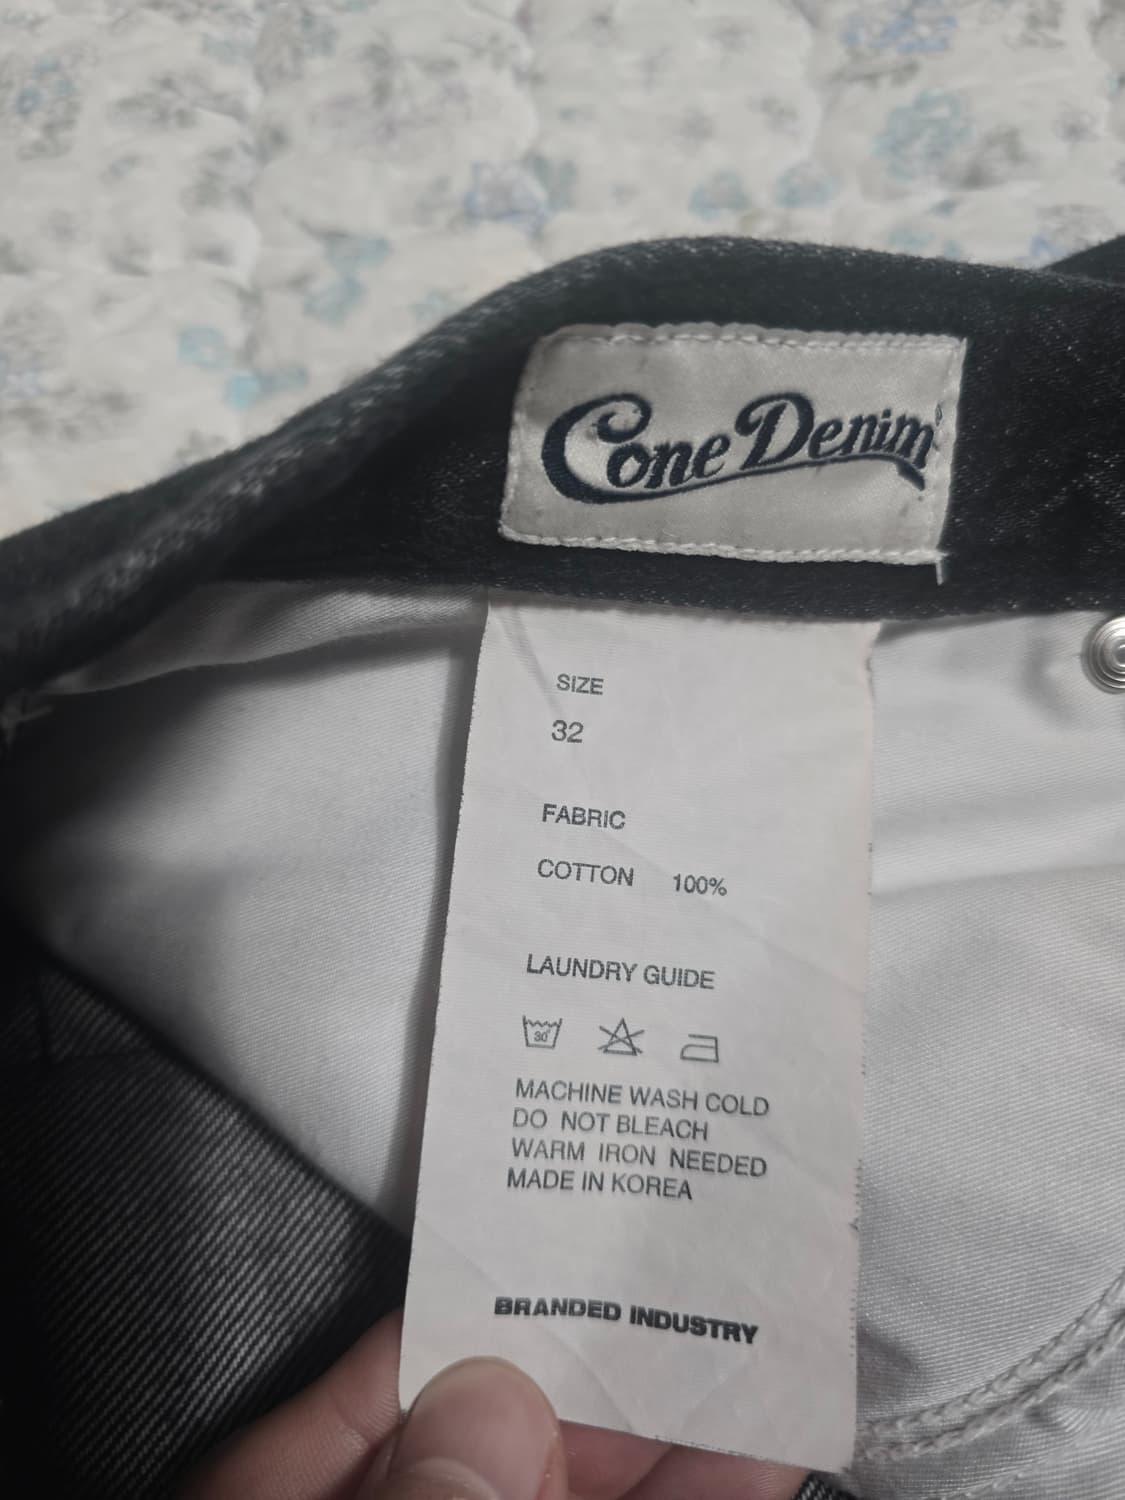 Cone Denim
SIZE
32
FABRIC
COTTON 100%
LAUNDRY GUIDE
30°
MACHINE WASH COLD
DO NOT BLEACH
WARM IRON NEEDED
MADE IN KOREA
BRANDED INDUSTRY